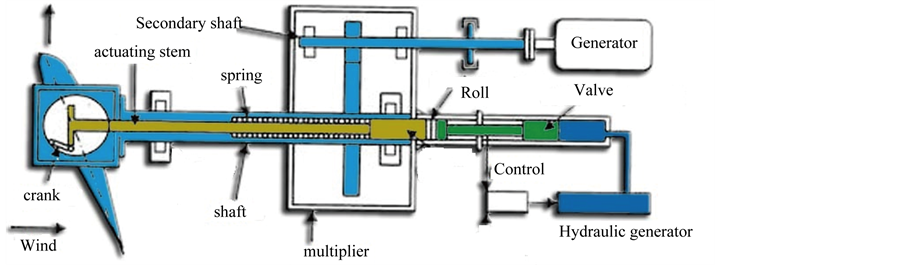 Secondary shaft
Generator
actuating stem
spring
Roll
Valve
Control
crank
shaft
Wind
multiplier
Hydraulic generator